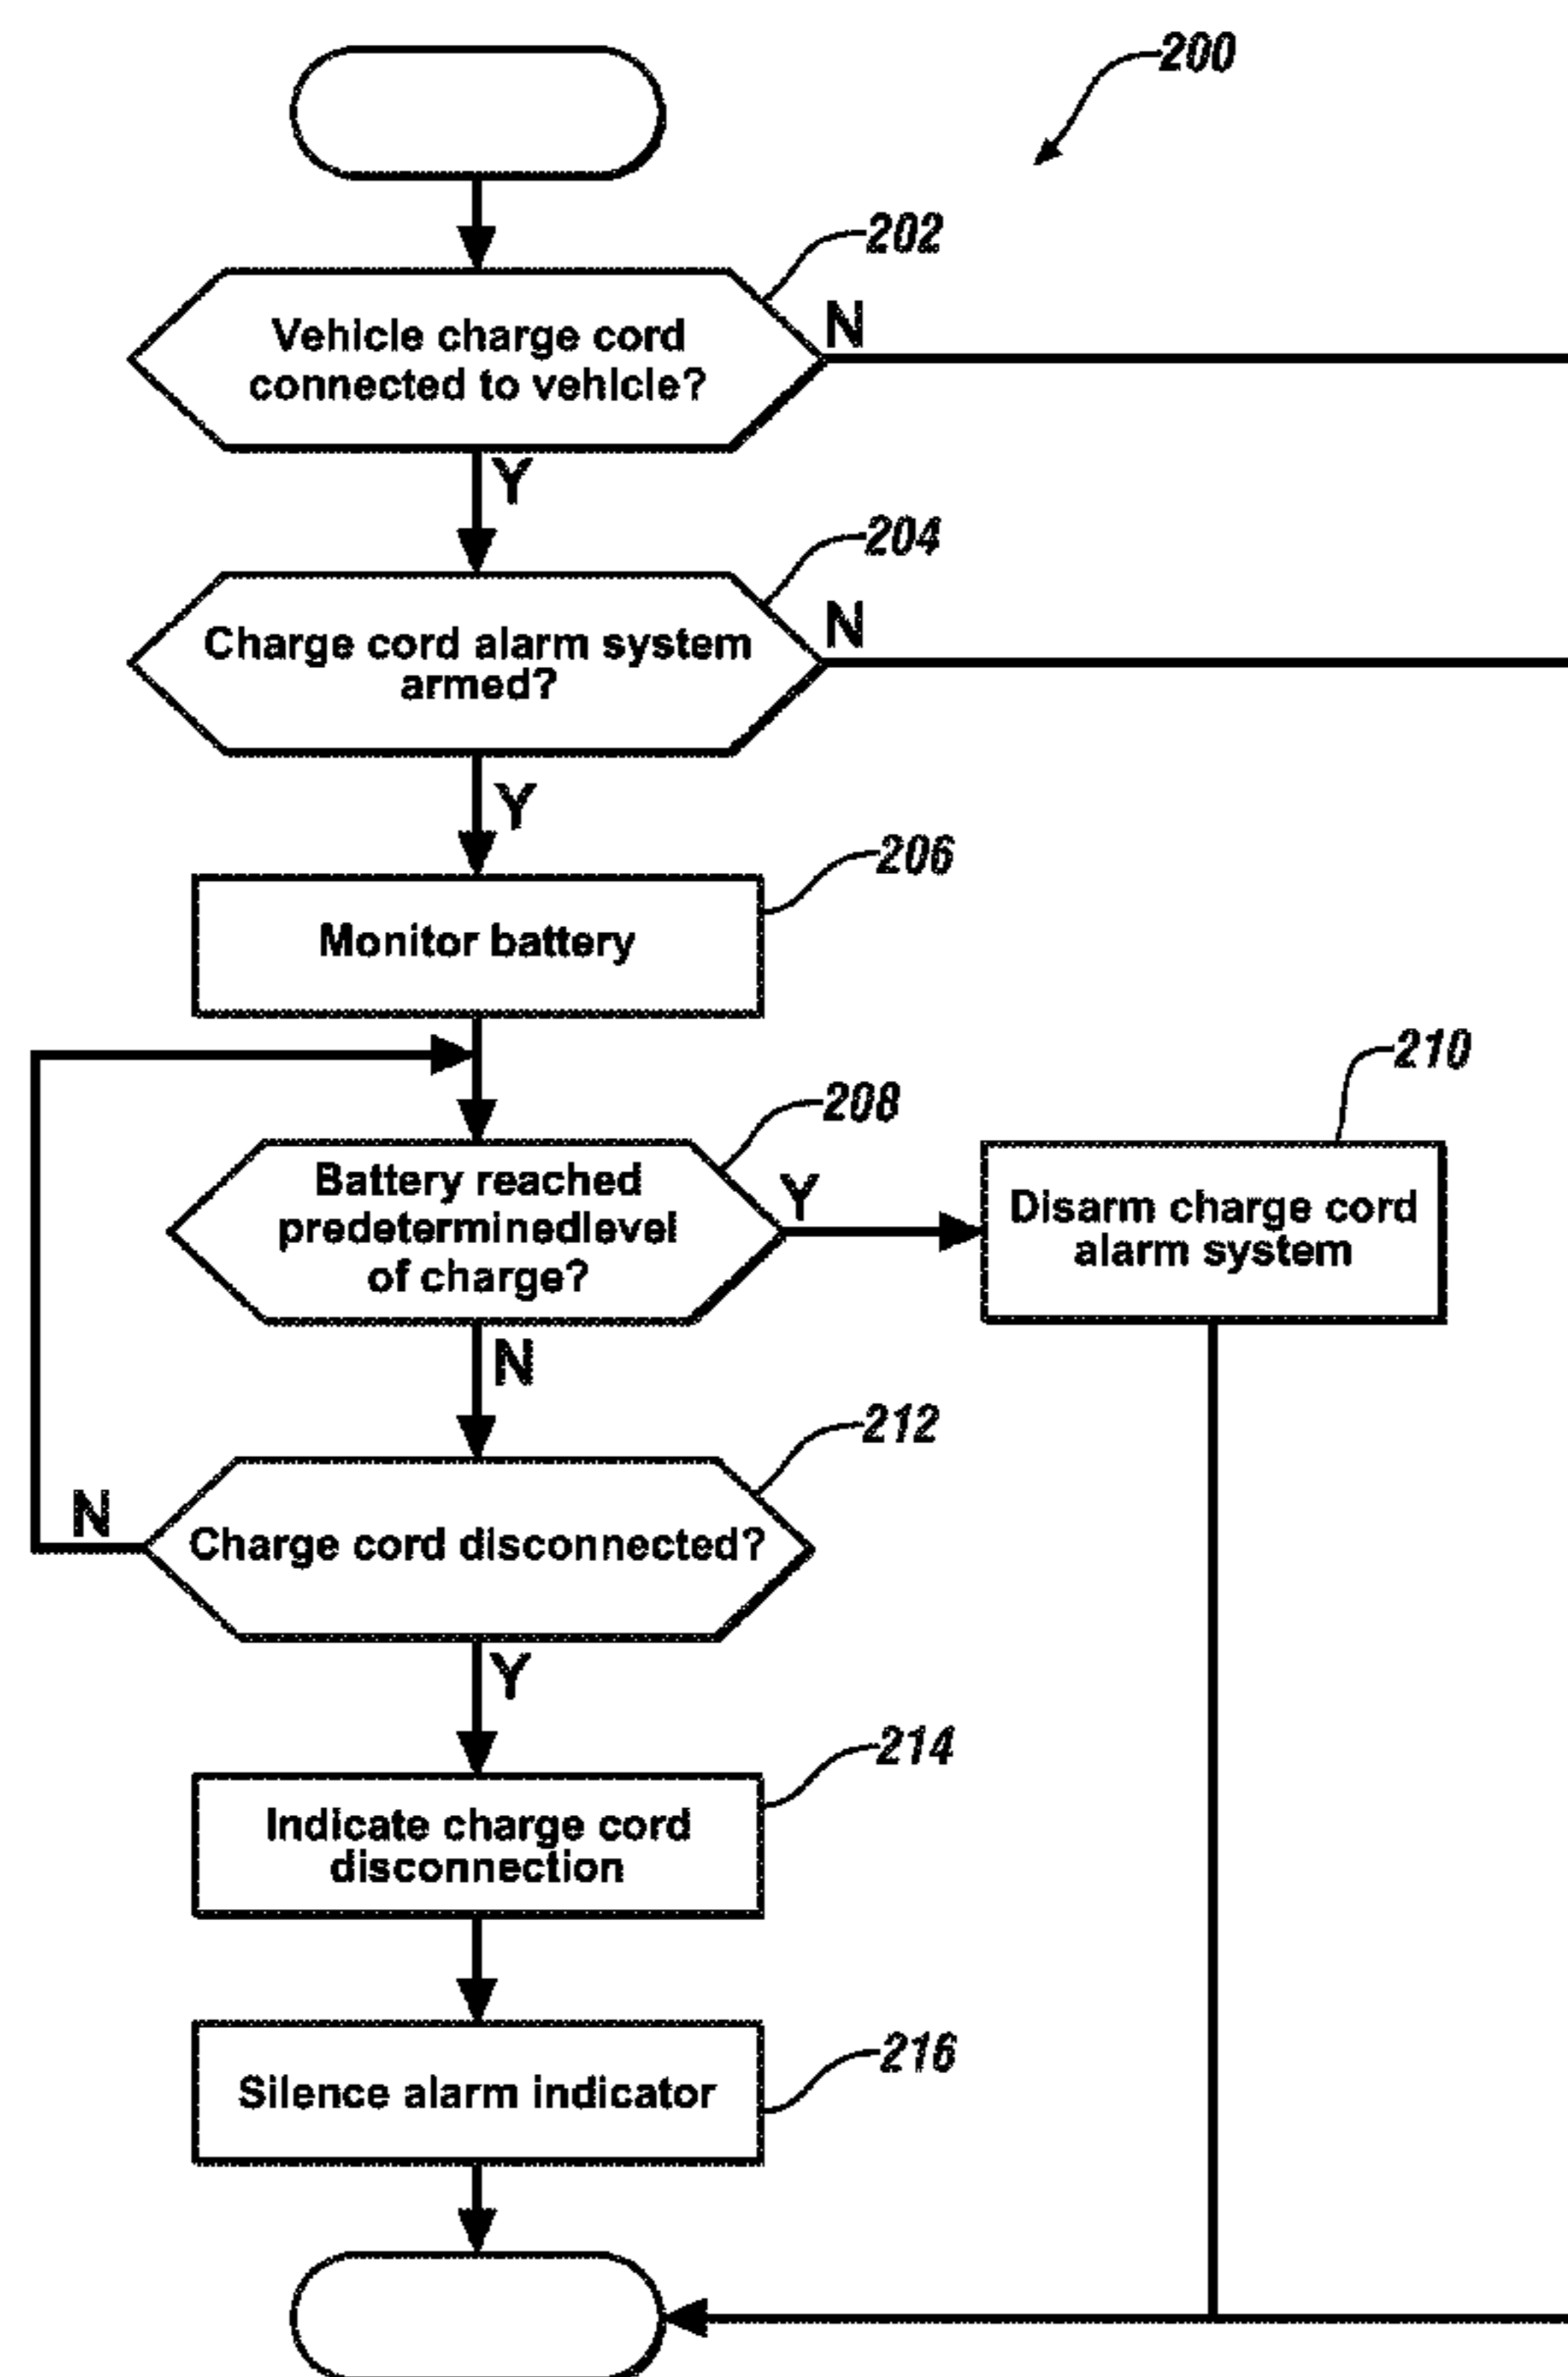 200
202
Vehicle charge cord
connected to vehicle?
N
Y
204
Charge cord alarm system
armed?
N
Y
206
Monitor battery
208
Battery reached
predeterminedlevel
of charge?
Y
210
Disarm charge cord
alarm system
N
212
Charge cord disconnected?
N
Y
214
Indicate charge cord
disconnection
216
Silence alarm indicator